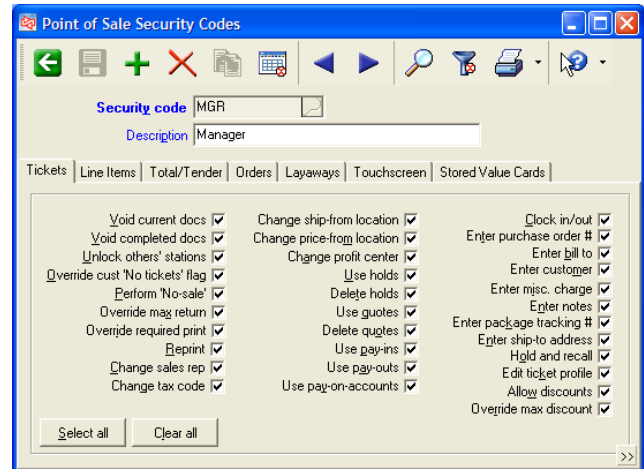 Point of Sale Security Codes
Security code MGR
Description Manager
Tickets Line Items Total/Tender Orders Layaways Touchscreen Stored Value Cards
Void current docs
Void completed docs
Unlock others' stations
Override cust 'No tickets' flag
Perform 'No-sale'
Override max return
Override required print
Reprint
Change sales rep
Change tax code
Change ship-from location
Change price-from location
Change profit center
Use holds
Delete holds
Use quotes
Delete quotes
Use pay-ins
Use pay-outs
Use pay-on-accounts
Clock in/out
Enter purchase order #
Enter bill to
Enter customer
Enter misc. charge
Enter notes
Enter package tracking #
Enter ship-to address
Hold and recall
Edit ticket profile
Allow discounts
Override max discount
Select all Clear all
>>